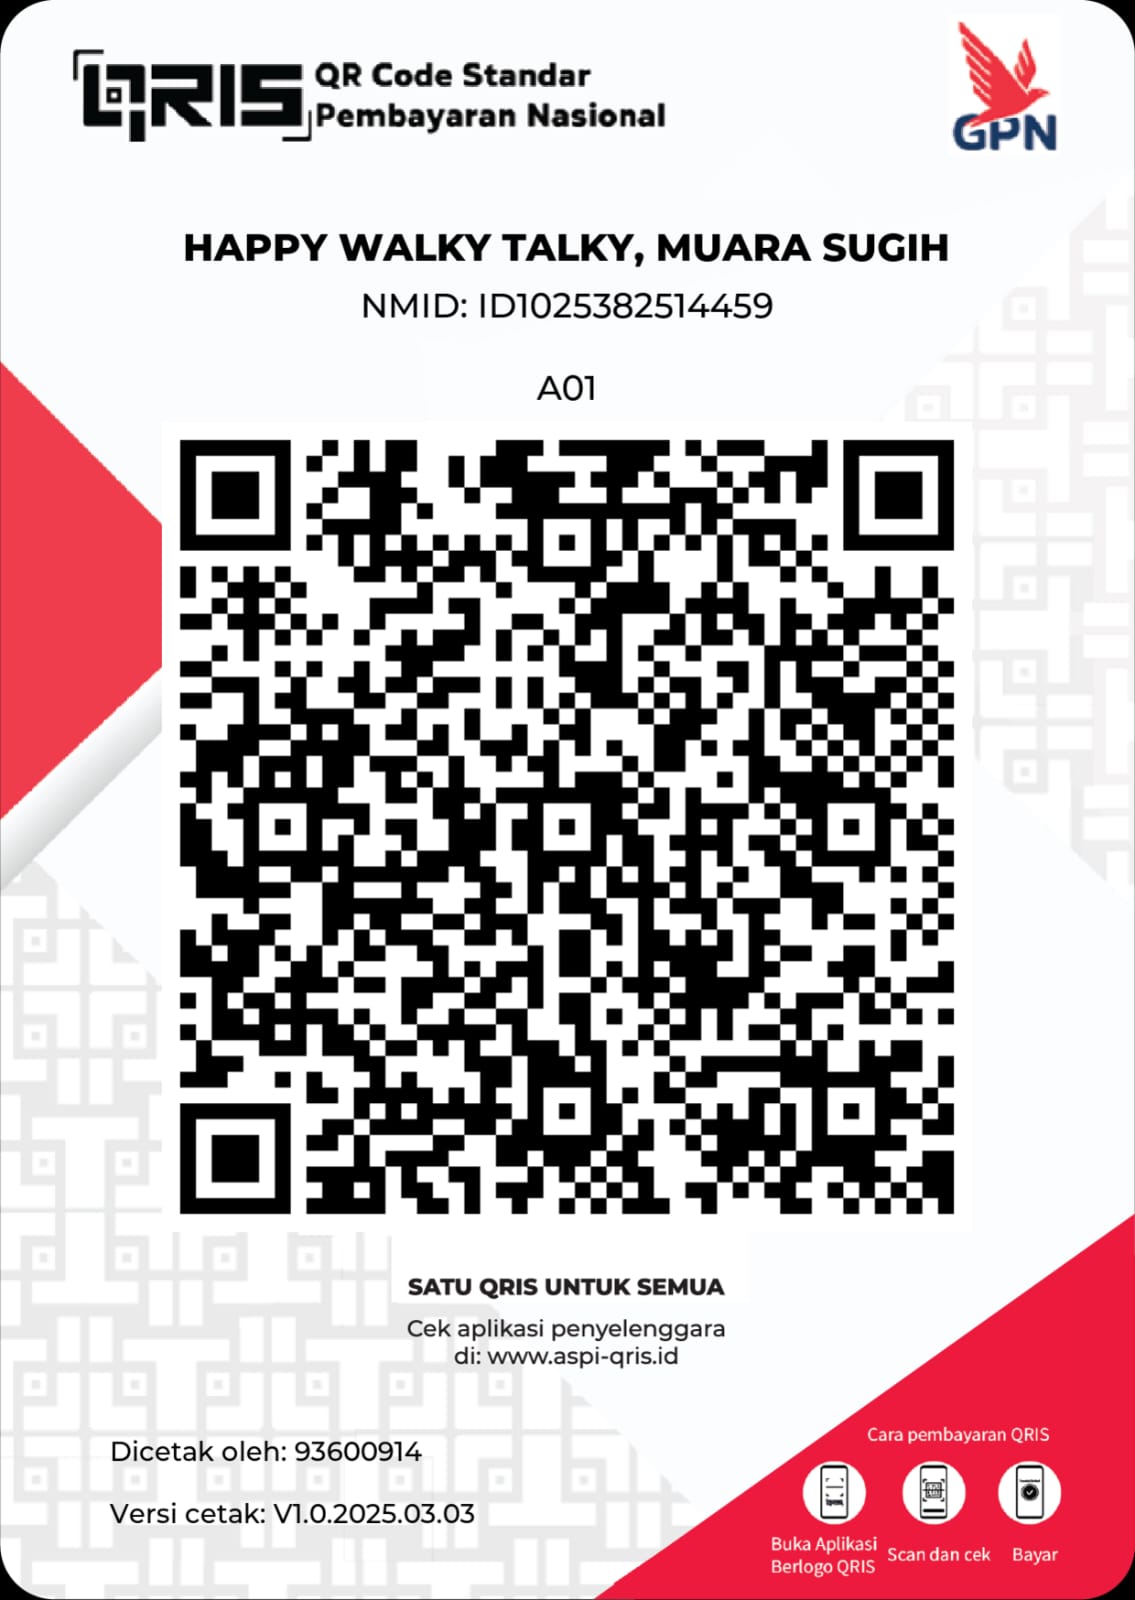 QRIS
QR Code Standar
Pembayaran Nasional
GPN
HAPPY WALKY TALKY, MUARA SUGIH
NMID: ID1025382514459
A01
SATU QRIS UNTUK SEMUA
Cek aplikasi penyelenggara
di: www.aspi-qris.id
Dicetak oleh: 93600914
Versi cetak: V1.0.2025.03.03
Cara pembayaran QRIS
Buka Aplikasi
Berlogo QRIS
Scan dan cek
Bayar